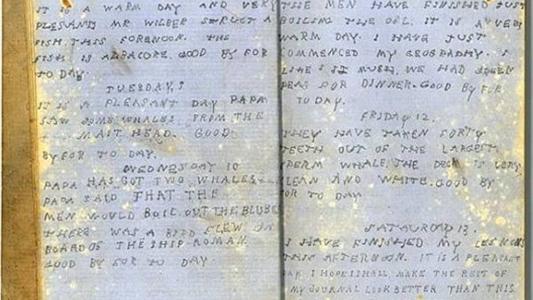 IT IS A WARM DAY AND VERY
PLESANT MR WILBER STRUCT A
FISH THIS FORENOON. THE
FISH IS ALBACORE. GOOD BY FOR
TO DAY.
TUESDAY, 9
IT IS A PLEASANT DAY PAPA
SAW SOME WHALES. FROM THE
MAIT HEAD. GOOD
BY FOR TO DAY.
WEDNESDAY 10
PAPA HAS GOT TWO WHALES
PAPA SAID THAT THE
MEN WOULD BOIL OUT THE BLUBE
THERE WAS A BIRD FLEW ON
BOARD OF THE SHIP ROMAN.
GOOD BY FOR TO DAY
THE MEN HAVE FINISHED JUST
BOILING THE OIL. IT IS A VERY
WARM DAY. I HAVE JUST
COMMENCED MY GEOGRAPHY. I
LIKE IT MUCH, WE HAD GREEN
PEAS FOR DINNER. GOOD BY FOR
TO DAY.
FRIDAY 12.
THEY HAVE TAKEN FORTY
TEETH OUT OF THE LARGEST
SPERM WHALE. THE DECK IS VERY
CLEAN AND WHITE. GOOD BY
FOR TO DAY
SATAURDAY 13.
I HAVE FINISHED MY LESSONS
THIS AFTERNOON. IT IS A PLEASANT
DAY. I HOPE I SHALL MAKE THE REST OF
MY JOURNAL LOOK BETTER THAN THIS